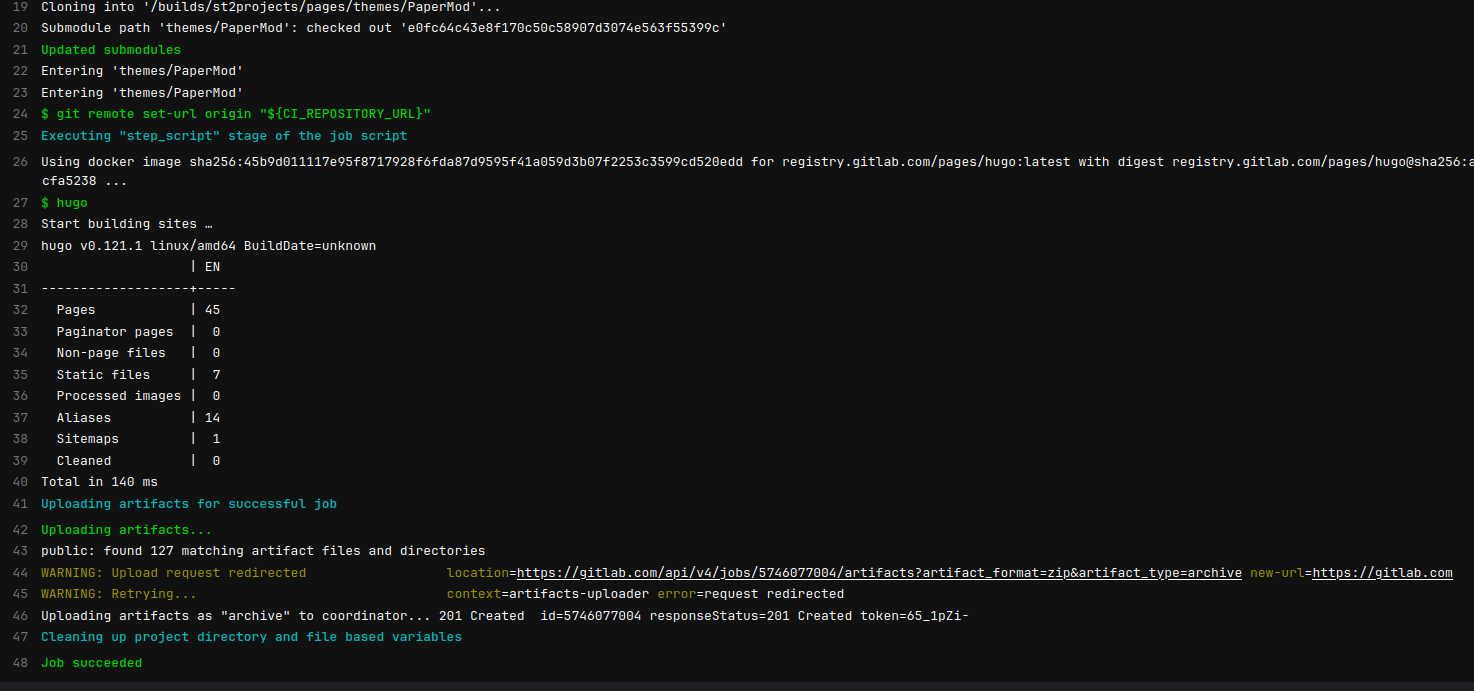 19 Cloning into '/builds/st2projects/pages/themes/PaperMod'...
20 Submodule path 'themes/PaperMod': checked out 'e0fc64c43e8f170c50c58907d3074e563f55399c'
21 Updated submodules
22 Entering 'themes/PaperMod'
23 Entering 'themes/PaperMod'
24 $ git remote set-url origin "${CI_REPOSITORY_URL}"
25 Executing "step_script" stage of the job script
26 Using docker image sha256:45b9d011117e95f8717928f6fda87d9595f41a059d3b07f2253c3599cd520edd for registry.gitlab.com/pages/hugo:latest with digest registry.gitlab.com/pages/hugo@sha256:a
cfa5238 ...
27 $ hugo
28 Start building sites …
29 hugo v0.121.1 linux/amd64 BuildDate=unknown
30                    | EN
31 -------------------+-----
32   Pages            | 45
33   Paginator pages  |  0
34   Non-page files   |  0
35   Static files     |  7
36   Processed images |  0
37   Aliases          | 14
38   Sitemaps         |  1
39   Cleaned          |  0
40 Total in 140 ms
41 Uploading artifacts for successful job
42 Uploading artifacts...
43 public: found 127 matching artifact files and directories
44 WARNING: Upload request redirected                  location=https://gitlab.com/api/v4/jobs/5746077004/artifacts?artifact_format=zip&artifact_type=archive new-url=https://gitlab.com
45 WARNING: Retrying...                                context=artifacts-uploader error=request redirected
46 Uploading artifacts as "archive" to coordinator... 201 Created  id=5746077004 responseStatus=201 Created token=65_1pZi-
47 Cleaning up project directory and file based variables
48 Job succeeded